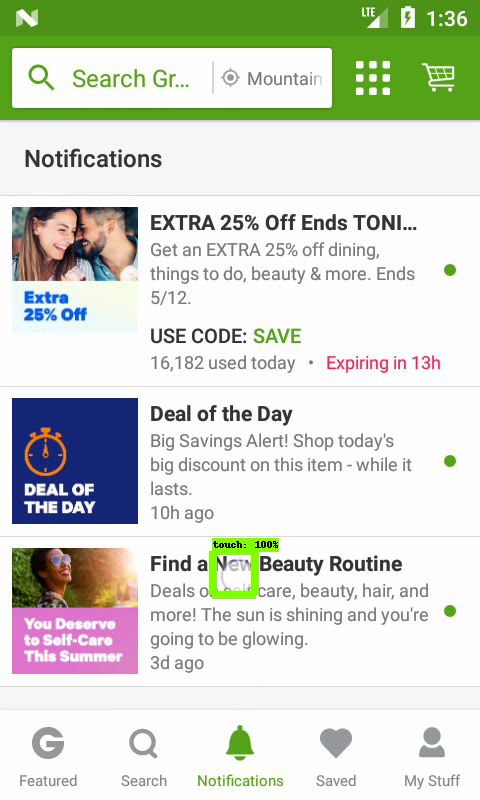 LTE 1:36
Search Gr... Mountain
Notifications
EXTRA 25% Off Ends TONI...
Get an EXTRA 25% off dining,
things to do, beauty & more. Ends
5/12.
Extra
25% Off
USE CODE: SAVE
16,182 used today • Expiring in 13h
Deal of the Day
Big Savings Alert! Shop today's
big discount on this item - while it
lasts.
10h ago
DEAL OF
THE DAY
touch: 100%
Find a New Beauty Routine
Deals on self-care, beauty, hair, and
more! The sun is shining and you're
going to be glowing.
3d ago
You Deserve
to Self-Care
This Summer
G
Featured Search Notifications Saved My Stuff